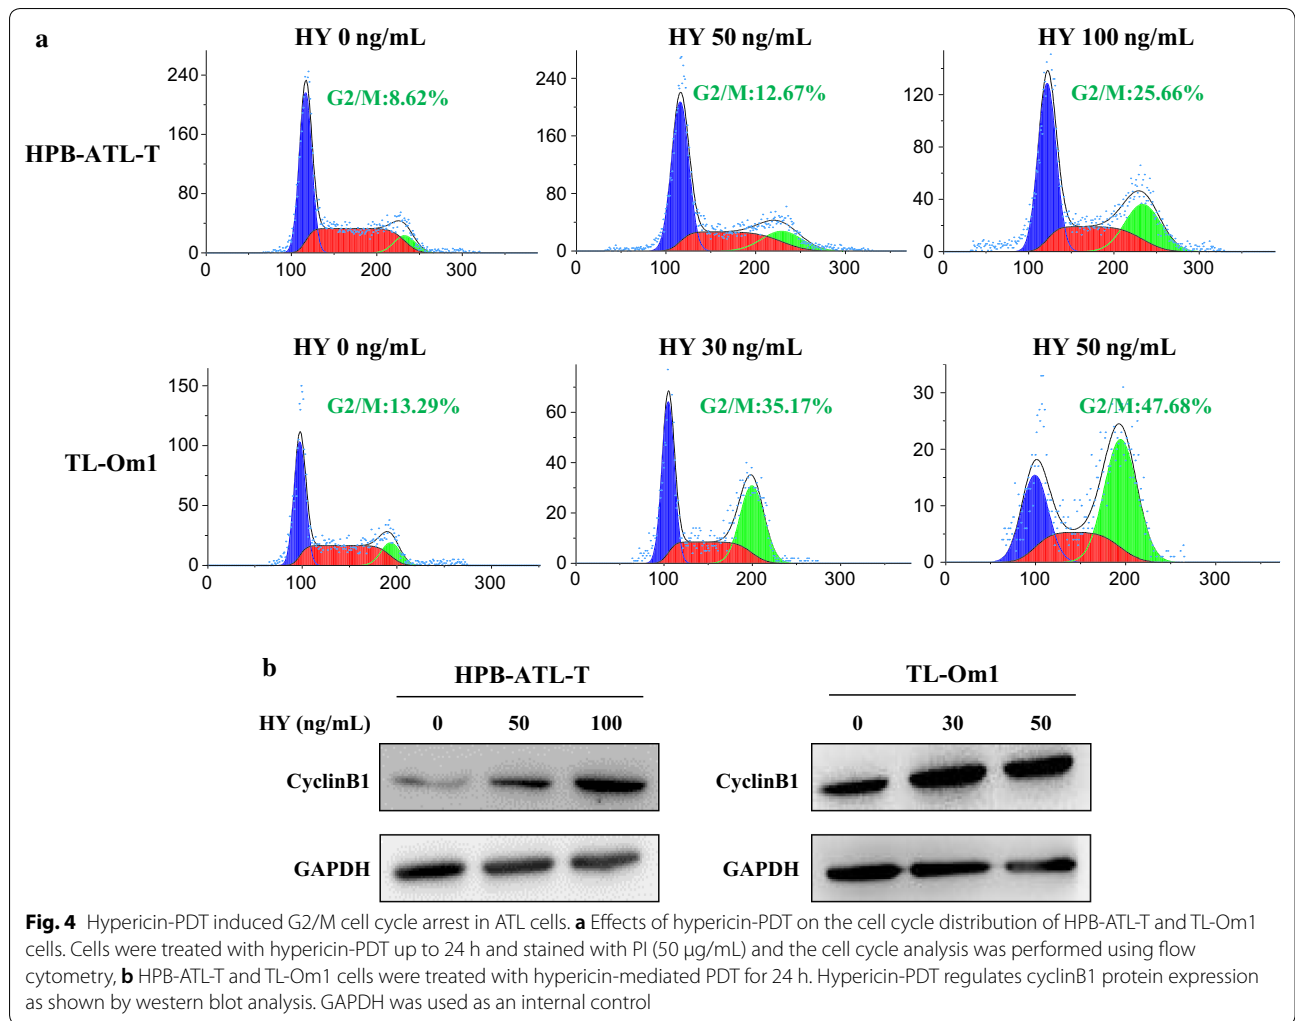 a
HY 0 ng/mL HY 50 ng/mL HY 100 ng/mL
HPB-ATL-T
G2/M:8.62%
240
160
80
0
0 100 200 300
G2/M:12.67%
240
160
80
0
0 100 200 300
G2/M:25.66%
120
80
40
0
0 100 200 300
HY 0 ng/mL HY 30 ng/mL HY 50 ng/mL
TL-Om1
G2/M:13.29%
150
100
50
0
0 100 200 300
G2/M:35.17%
60
40
20
0
0 100 200 300
G2/M:47.68%
30
20
10
0
0 100 200 300
b
HPB-ATL-T
HY (ng/mL) 0 50 100
CyclinB1
GAPDH
TL-Om1
0 30 50
CyclinB1
GAPDH
Fig. 4 Hypericin-PDT induced G2/M cell cycle arrest in ATL cells. a Effects of hypericin-PDT on the cell cycle distribution of HPB-ATL-T and TL-Om1
cells. Cells were treated with hypericin-PDT up to 24 h and stained with PI (50 μg/mL) and the cell cycle analysis was performed using flow
cytometry, b HPB-ATL-T and TL-Om1 cells were treated with hypericin-mediated PDT for 24 h. Hypericin-PDT regulates cyclinB1 protein expression
as shown by western blot analysis. GAPDH was used as an internal control